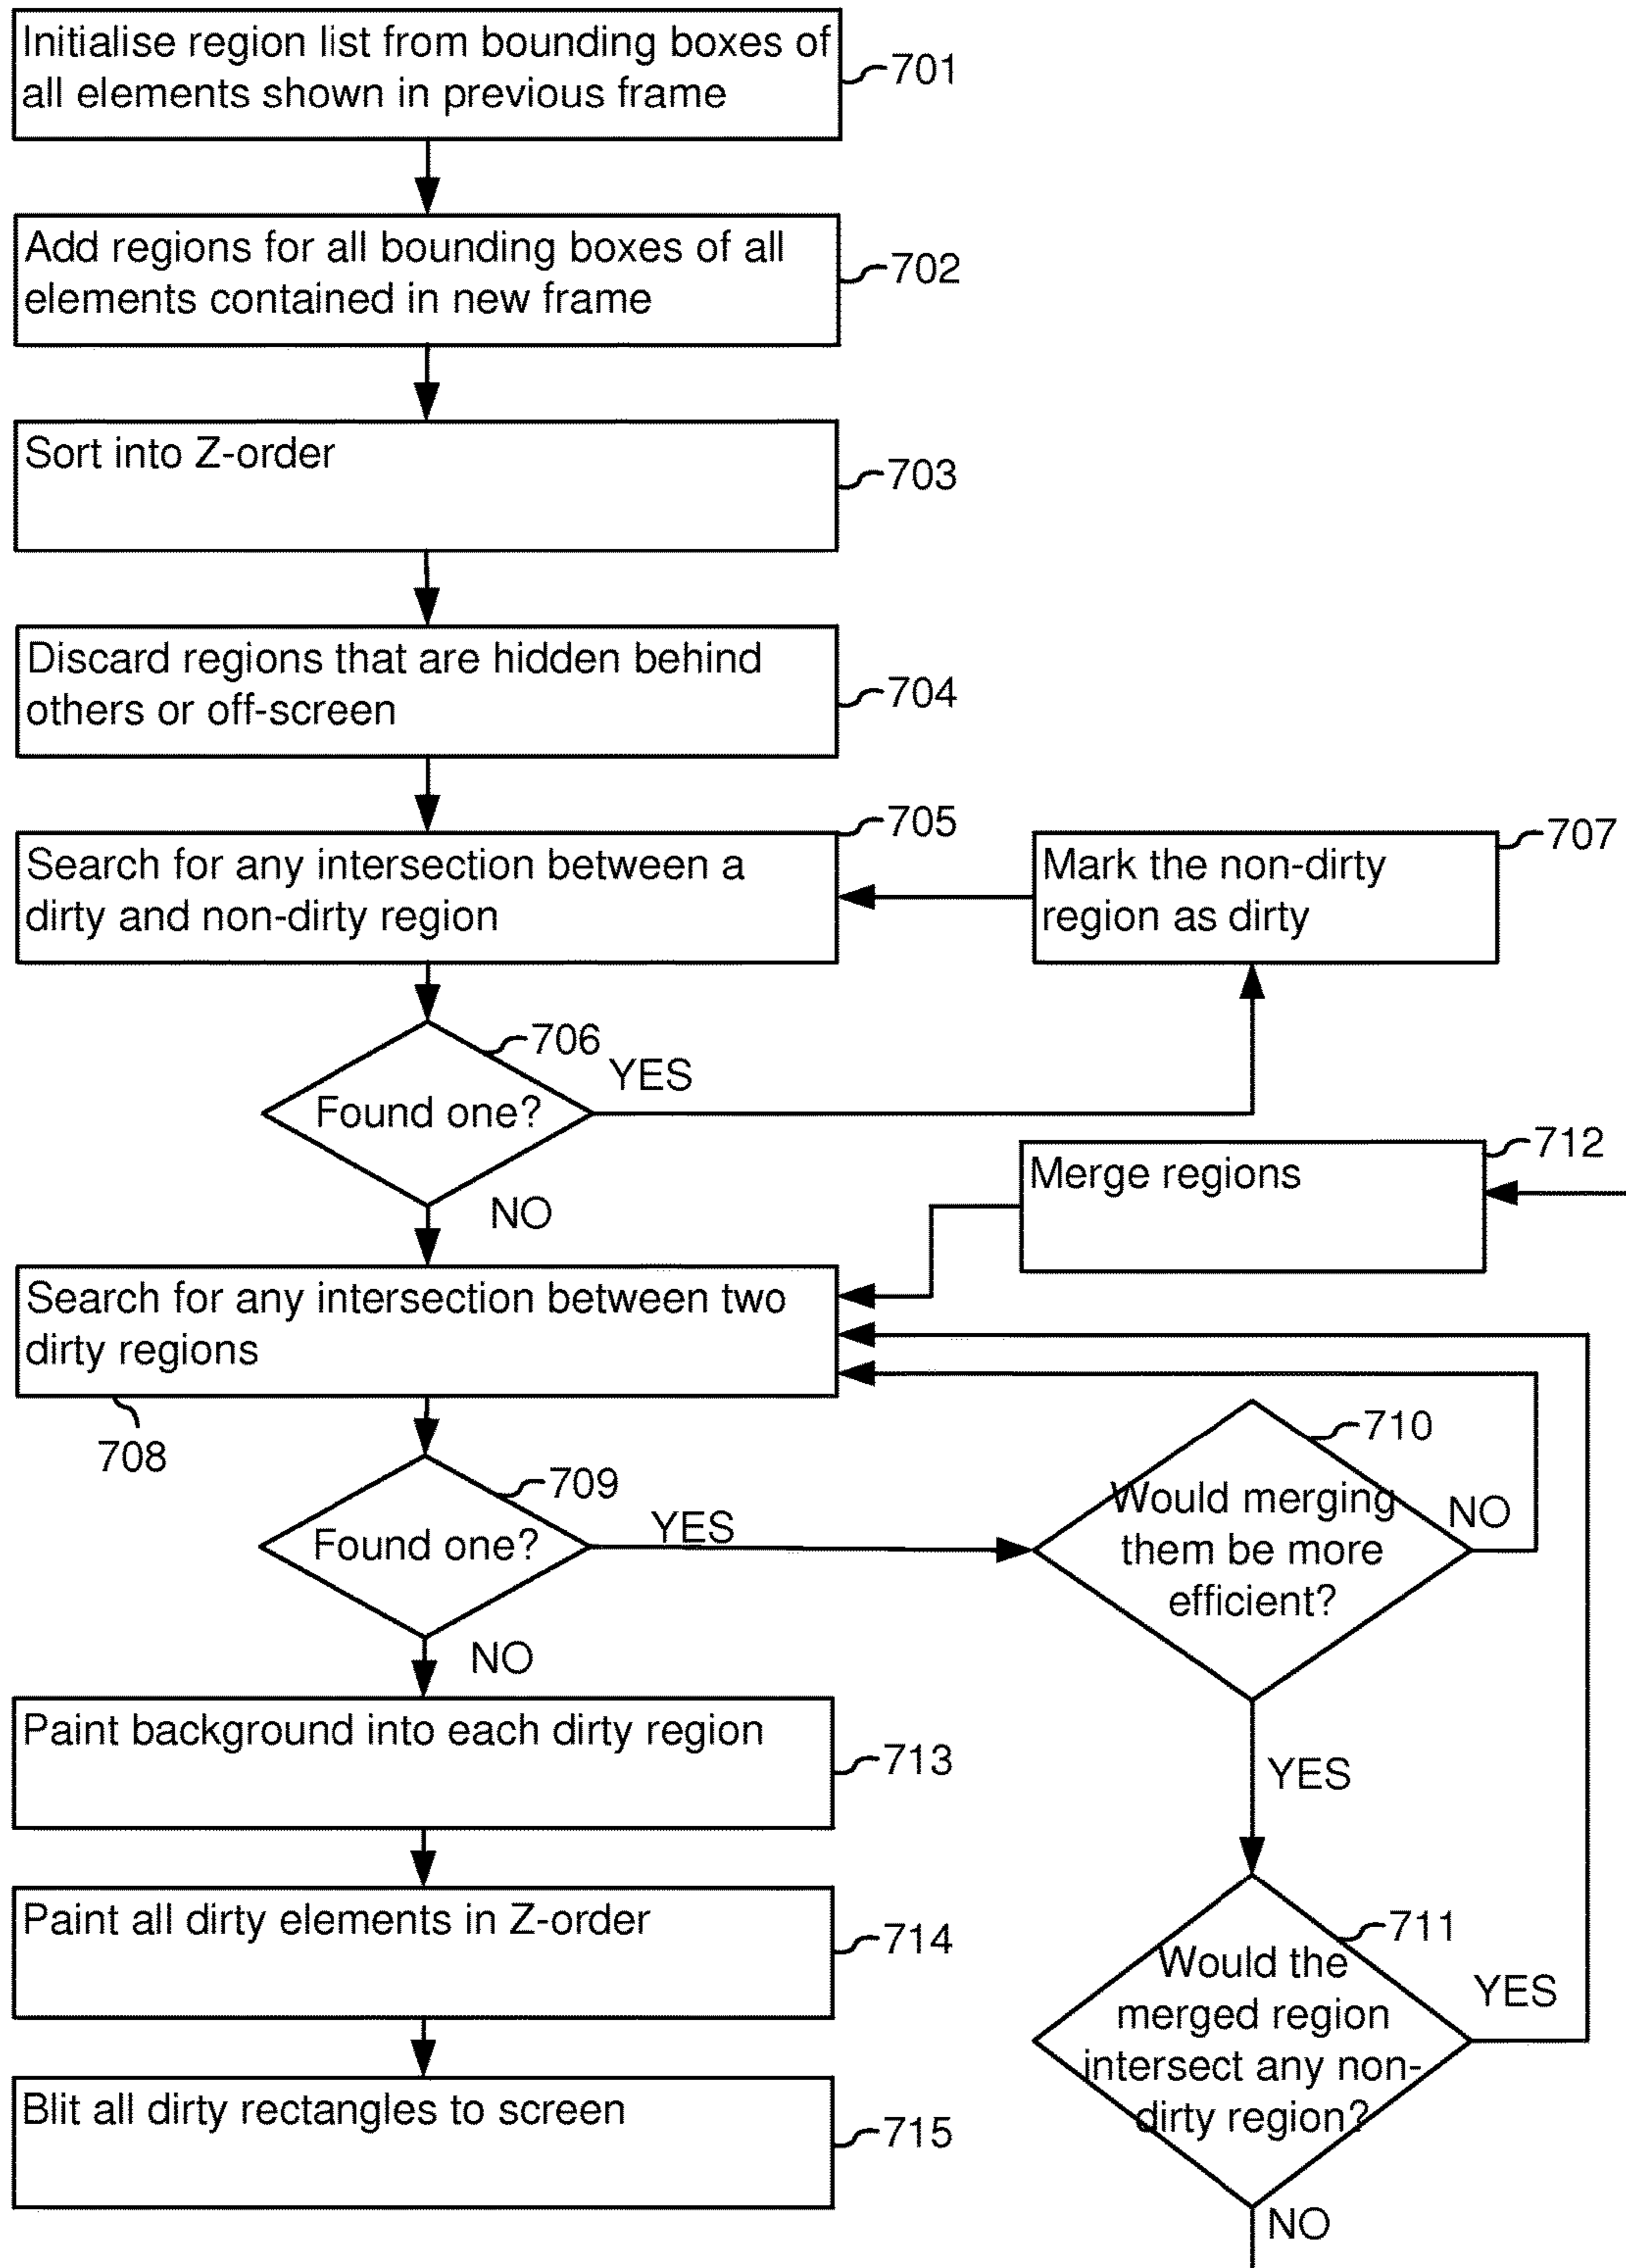 Initialise region list from bounding boxes of
all elements shown in previous frame
701
Add regions for all bounding boxes of all
elements contained in new frame
702
Sort into Z-order
703
Discard regions that are hidden behind
others or off-screen
704
705
Search for any intersection between a
dirty and non-dirty region
707
Mark the non-dirty
region as dirty
706
YES
Found one?
NO
712
Merge regions
Search for any intersection between two
dirty regions
708
709
YES
Found one?
NO
710
Would merging
them be more
efficient?
NO
YES
711
Would the
merged region
intersect any non-
dirty region?
YES
NO
Paint background into each dirty region
713
Paint all dirty elements in Z-order
714
Blit all dirty rectangles to screen
715